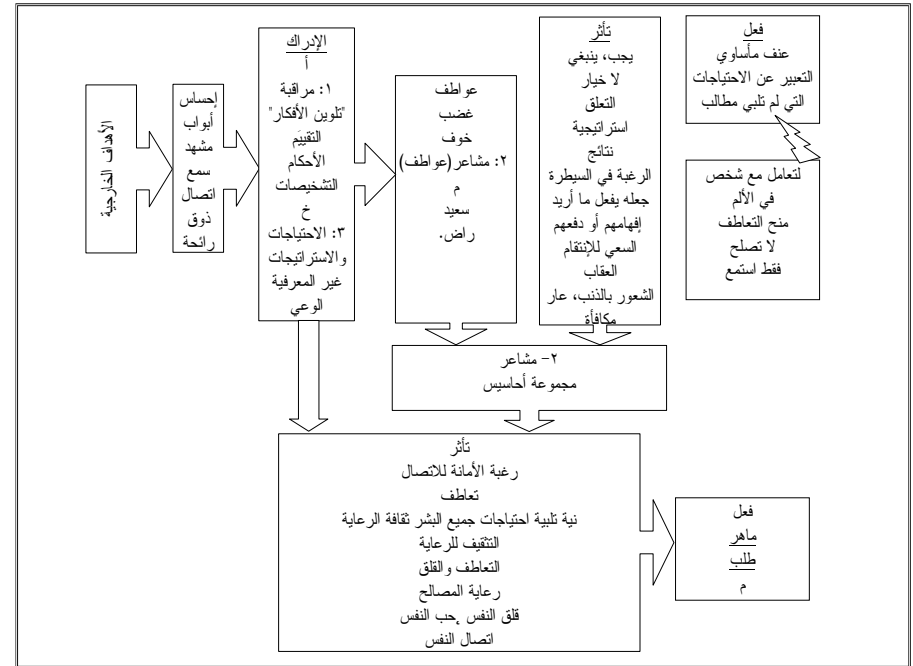 الأهداف الخارجية
إحساس
أبواب
مشهد
سمع
اتصال
ذوق
رائحة
الإدراك
أ
١: مراقبة
"تلوين الأفكار"
التقييَم
الأحكام
التشخيصات
خ
٣: الاحتياجات
والاستراتيجات
غير المعرفية
الوعي
عواطف
غضب
خوف
٢: مشاعر(عواطف)
م
سعيد
راض.
تأثر
يجب، ينبغي
لا خيار
التعلق
استراتيجية
نتائج
الرغبة في السيطرة
جعله يفعل ما أريد
إفهامهم أو دفعهم
السعي للإنتقام
العقاب
الشعور بالذنب، عار
مكافأة
فعل
عنف مأساوي
التعبير عن الاحتياجات
التي لم تلبي مطالب
لتعامل مع شخص
في الألم
منح التعاطف
لا تصلح
فقط استمع
٢- مشاعر
مجموعة أحاسيس
تأثر
رغبة الأمانة للاتصال
تعاطف
نية تلبية احتياجات جميع البشر ثقافة الرعاية
التثقيف للرعاية
التعاطف والقلق
رعاية المصالح
قلق النفس ,حب النفس
اتصال النفس
فعل
ماهر
طلب
م